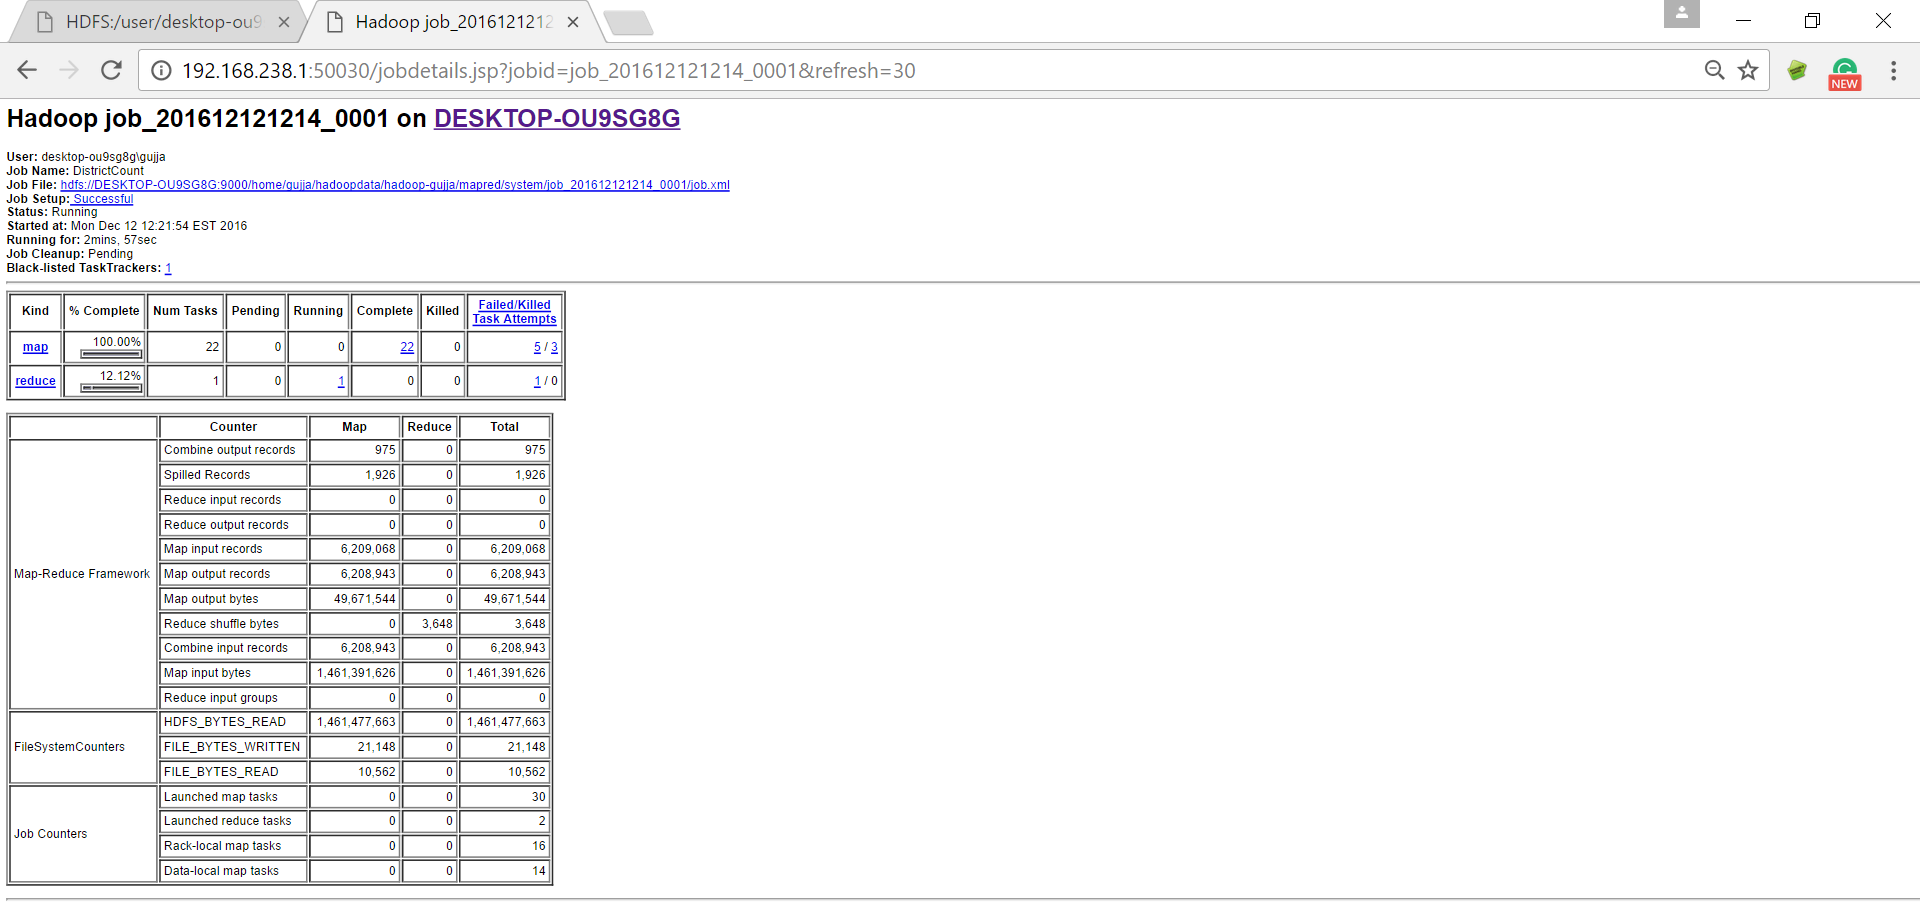 HDFS:/user/desktop-ou9
Hadoop job_201612121
192.168.238.1:50030/jobdetails.jsp?jobid=job_201612121214_0001&refresh=30
NEW
Hadoop job_201612121214_0001 on DESKTOP-OU9SG8G
User: desktop-ou9sg8g\gujja
Job Name: DistrictCount
Job File: hdfs://DESKTOP-OU9SG8G:9000/home/gujja/hadoopdata/hadoop-gujja/mapred/system/job_201612121214_0001/job.xml
Job Setup: Successful
Status: Running
Started at: Mon Dec 12 12:21:54 EST 2016
Running for: 2mins, 57sec
Job Cleanup: Pending
Black-listed TaskTrackers: 1
Kind % Complete Num Tasks Pending Running Complete Killed Failed/Killed
Task Attempts
map 100.00% 22 0 0 22 0 5 / 3
reduce 12.12% 1 0 1 0 0 1 / 0
Counter Map Reduce Total
Map-Reduce Framework
Combine output records 975 0 975
Spilled Records 1,926 0 1,926
Reduce input records 0 0 0
Reduce output records 0 0 0
Map input records 6,209,068 0 6,209,068
Map output records 6,208,943 0 6,208,943
Map output bytes 49,671,544 0 49,671,544
Reduce shuffle bytes 0 3,648 3,648
Combine input records 6,208,943 0 6,208,943
Map input bytes 1,461,391,626 0 1,461,391,626
Reduce input groups 0 0 0
FileSystemCounters
HDFS_BYTES_READ 1,461,477,663 0 1,461,477,663
FILE_BYTES_WRITTEN 21,148 0 21,148
FILE_BYTES_READ 10,562 0 10,562
Job Counters
Launched map tasks 0 0 30
Launched reduce tasks 0 0 2
Rack-local map tasks 0 0 16
Data-local map tasks 0 0 14